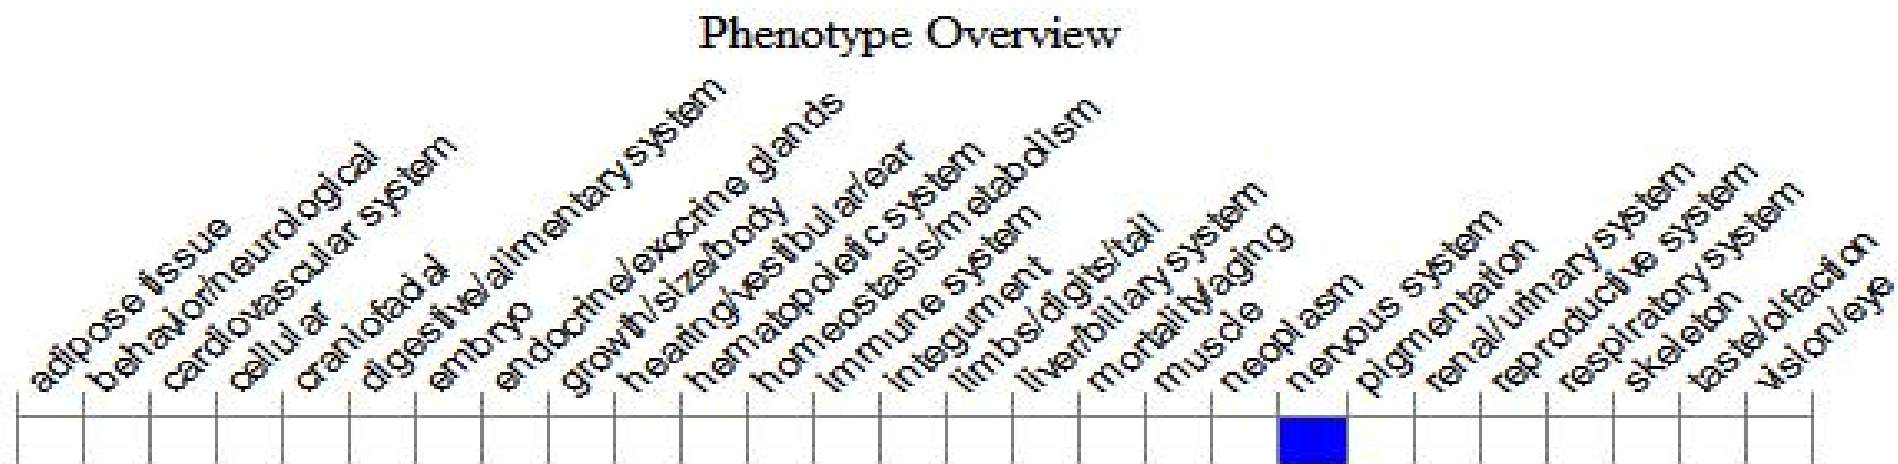 Phenotype Overview
adipose tissue
behavior/neurological
cardiovascular system
cellular
craniofacial
digestive/alimentary system
embryo
endocrine/exocrine glands
growth/size/body
hearing/vestibular/ear
hematopoietic system
homeostasis/metabolism
immune system
integument
limbs/digits/tail
liver/biliary system
mortality/aging
muscle
neoplasm
nervous system
pigmentation
renal/urinary system
reproductive system
respiratory system
skeleton
taste/olfaction
vision/eye